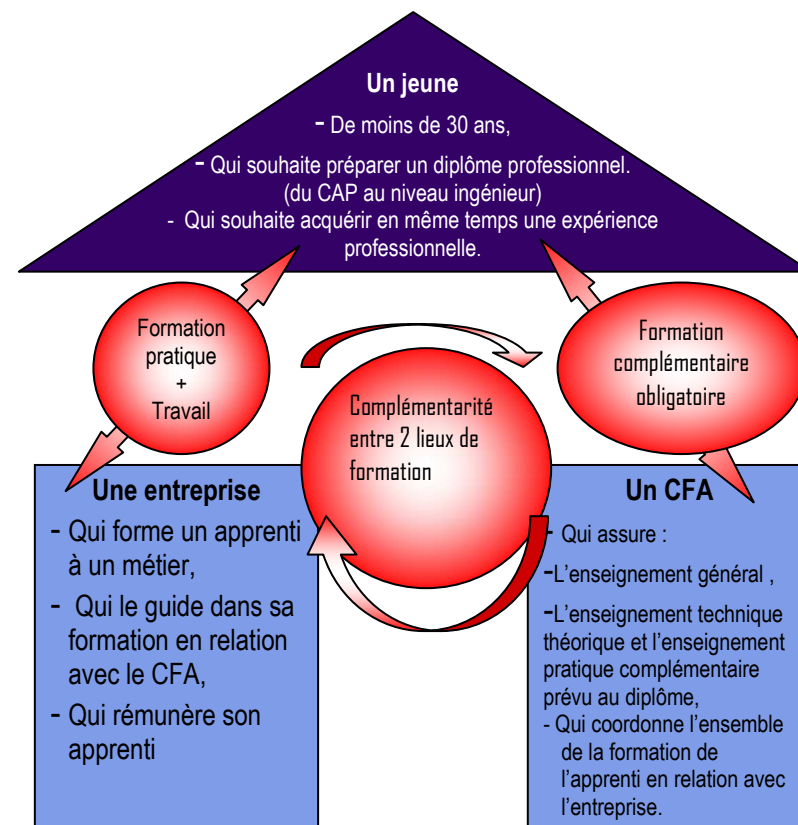 Un jeune
- De moins de 30 ans,
- Qui souhaite préparer un diplôme professionnel.
(du CAP au niveau ingénieur)
- Qui souhaite acquérir en même temps une expérience
professionnelle.
Formation
pratique
+
Travail
Complémentarité
entre 2 lieux de
formation
Formation
complémentaire
obligatoire
Une entreprise
- Qui forme un apprenti
à un métier,
- Qui le guide dans sa
formation en relation
avec le CFA,
- Qui rémunère son
apprenti
Un CFA
- Qui assure :
-L'enseignement général ,
-L'enseignement technique
théorique et l'enseignement
pratique complémentaire
prévu au diplôme,
- Qui coordonne l'ensemble
de la formation de
l'apprenti en relation avec
l'entreprise.